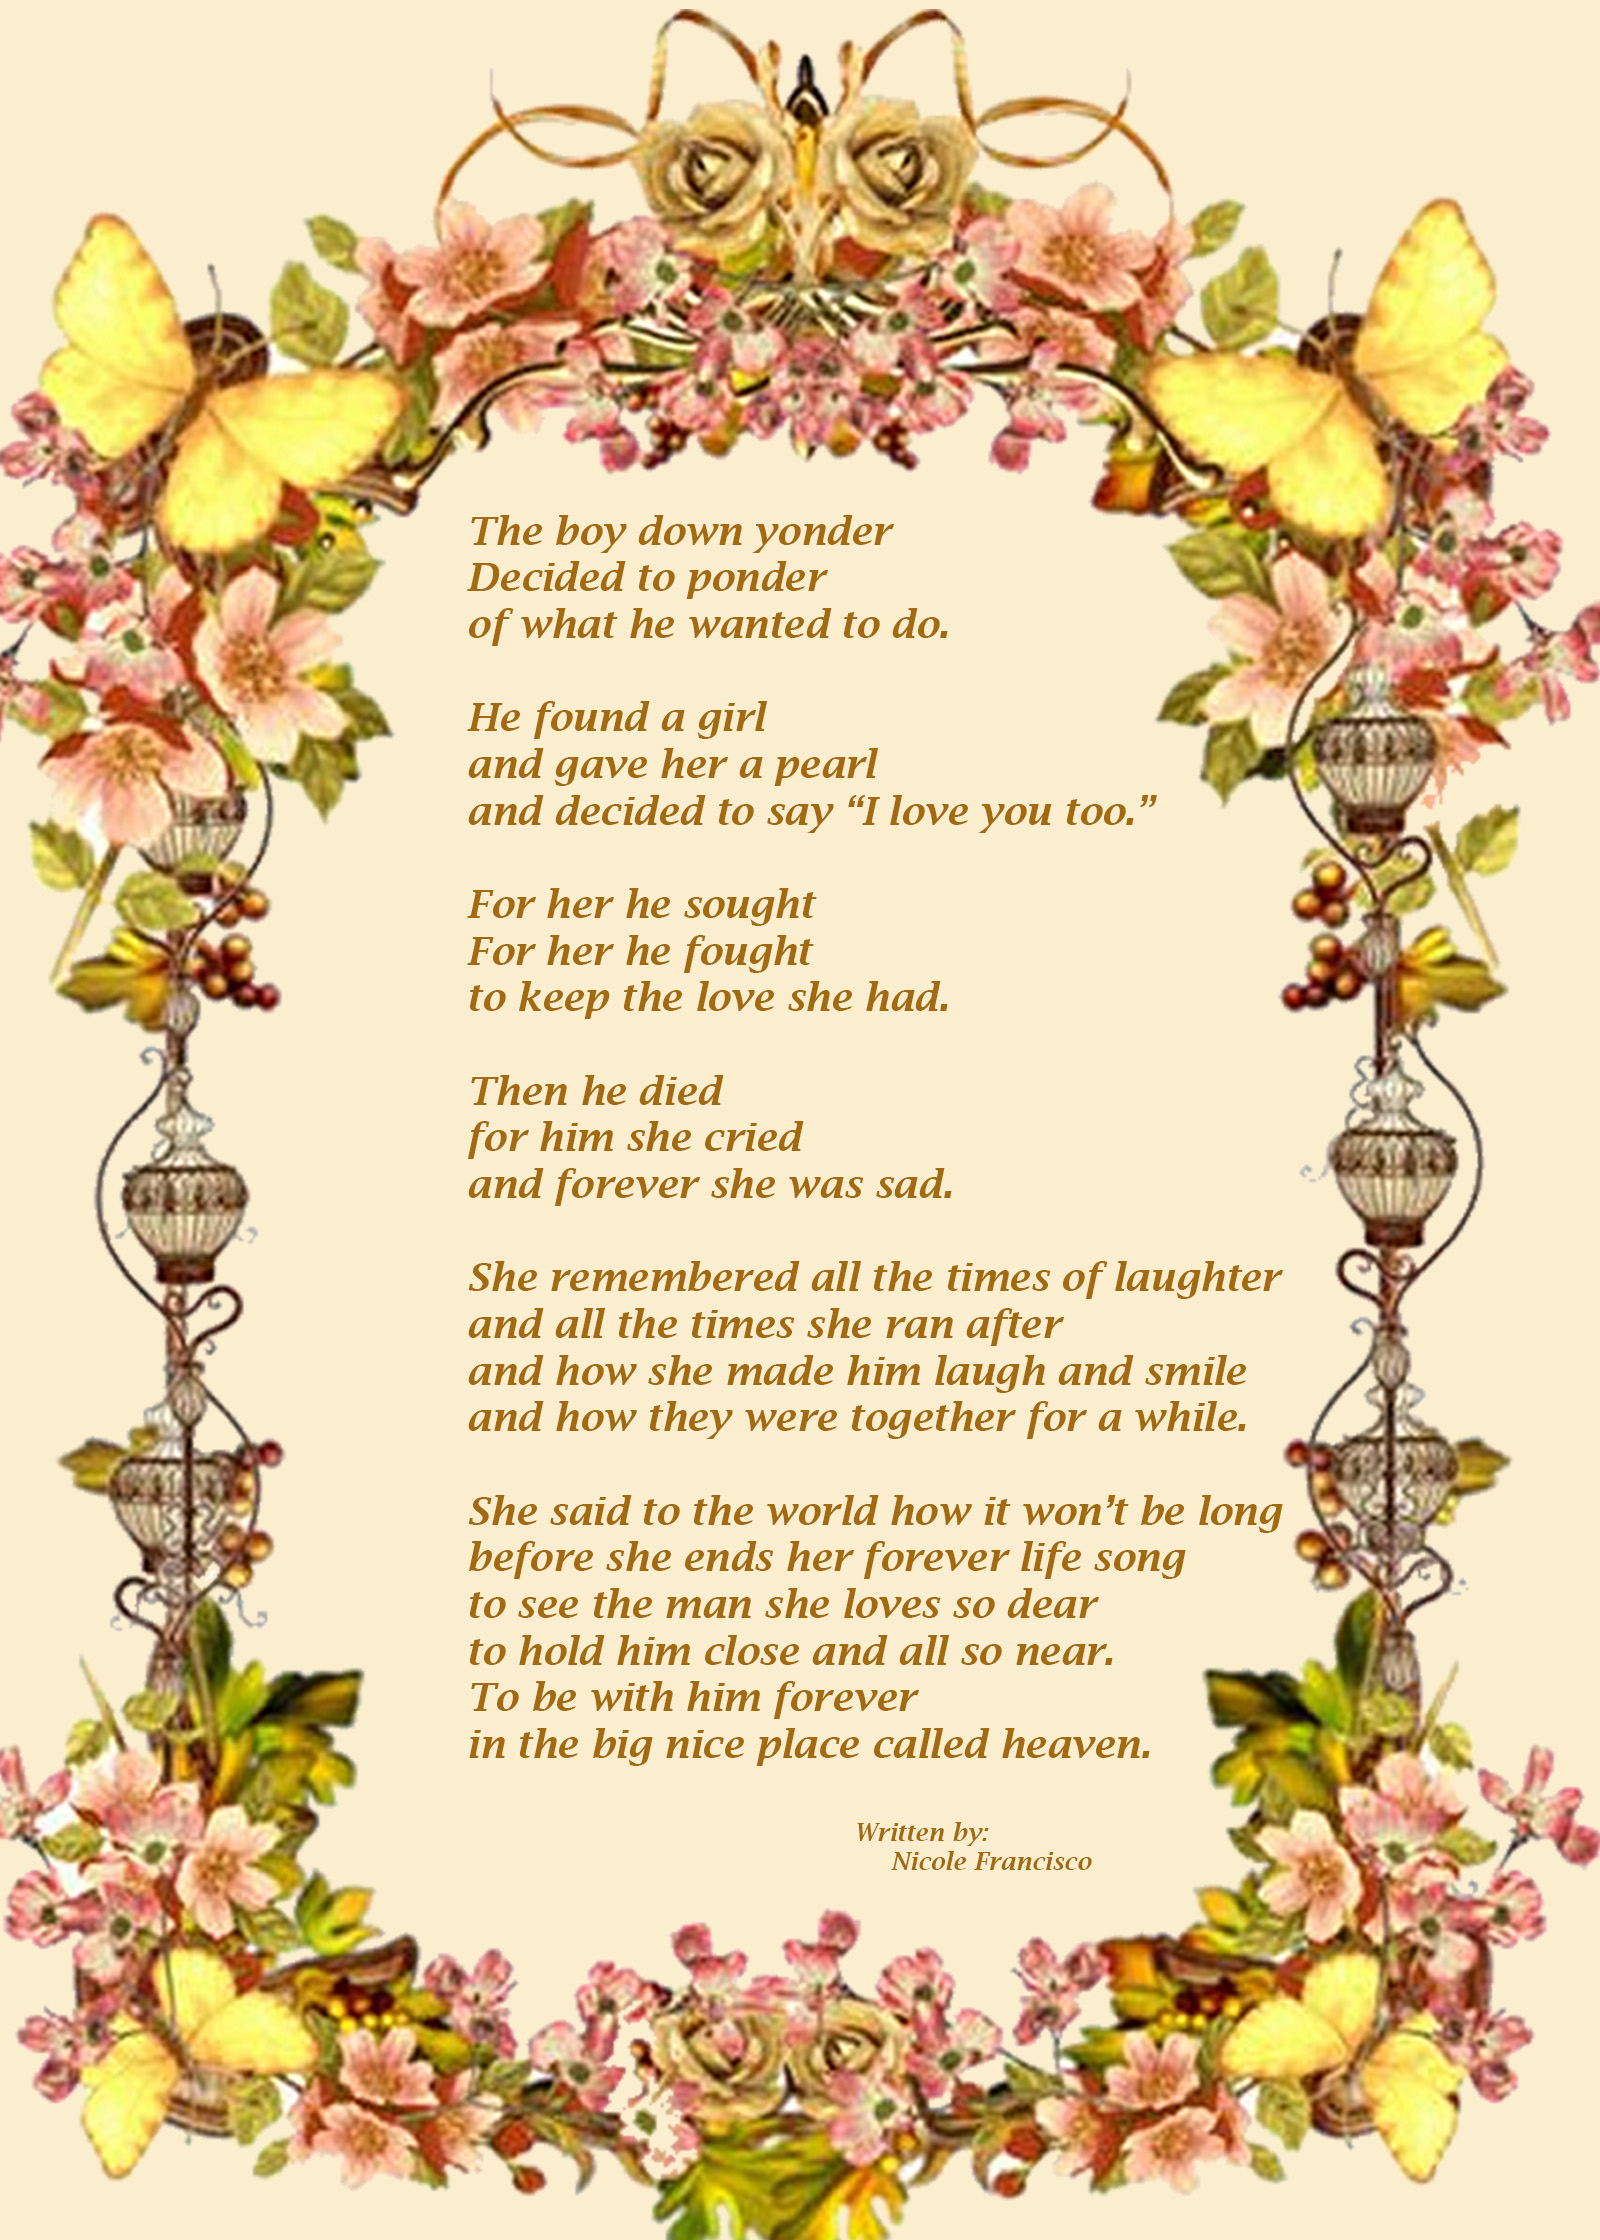 The boy down yonder
Decided to ponder
of what he wanted to do.
He found a girl
and gave her a pearl
and decided to say “I love you too.”
For her he sought
For her he fought
to keep the love she had.
Then he died
for him she cried
and forever she was sad.
She remembered all the times of laughter
and all the times she ran after
and how she made him laugh and smile
and how they were together for a while.
She said to the world how it won’t be long
before she ends her forever life song
to see the man she loves so dear
to hold him close and all so near.
To be with him forever
in the big nice place called heaven.
Written by:
Nicole Francisco